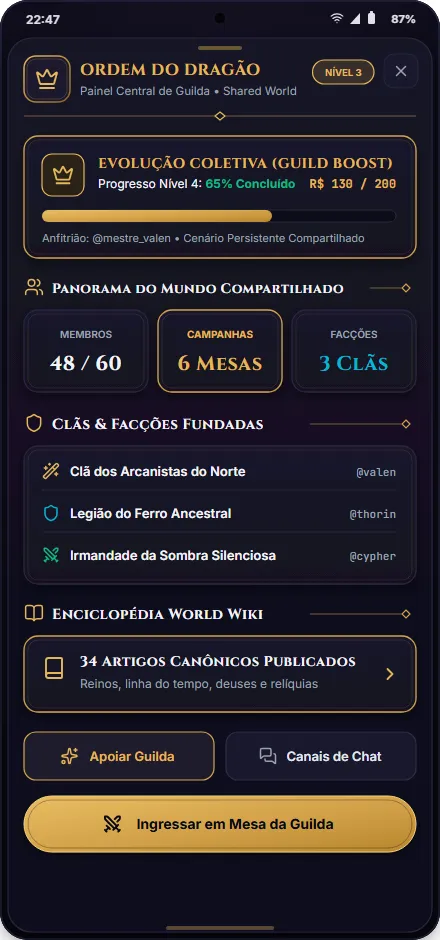 22:47
87%
ORDEM DO DRAGÃO
Painel Central de Guilda • Shared World
NÍVEL 3
EVOLUÇÃO COLETIVA (GUILD BOOST)
Progresso Nível 4: 65% Concluído R$ 130 / 200
Anfitrião: @mestre_valen • Cenário Persistente Compartilhado
Panorama do Mundo Compartilhado
MEMBROS
48 / 60
CAMPANHAS
6 Mesas
FACÇÕES
3 Clãs
Clãs & Facções Fundadas
Clã dos Arcanistas do Norte @valen
Legião do Ferro Ancestral @thorin
Irmandade da Sombra Silenciosa @cypher
Enciclopédia World Wiki
34 Artigos Canônicos Publicados
Reinos, linha do tempo, deuses e relíquias
Apoiar Guilda
Canais de Chat
Ingressar em Mesa da Guilda